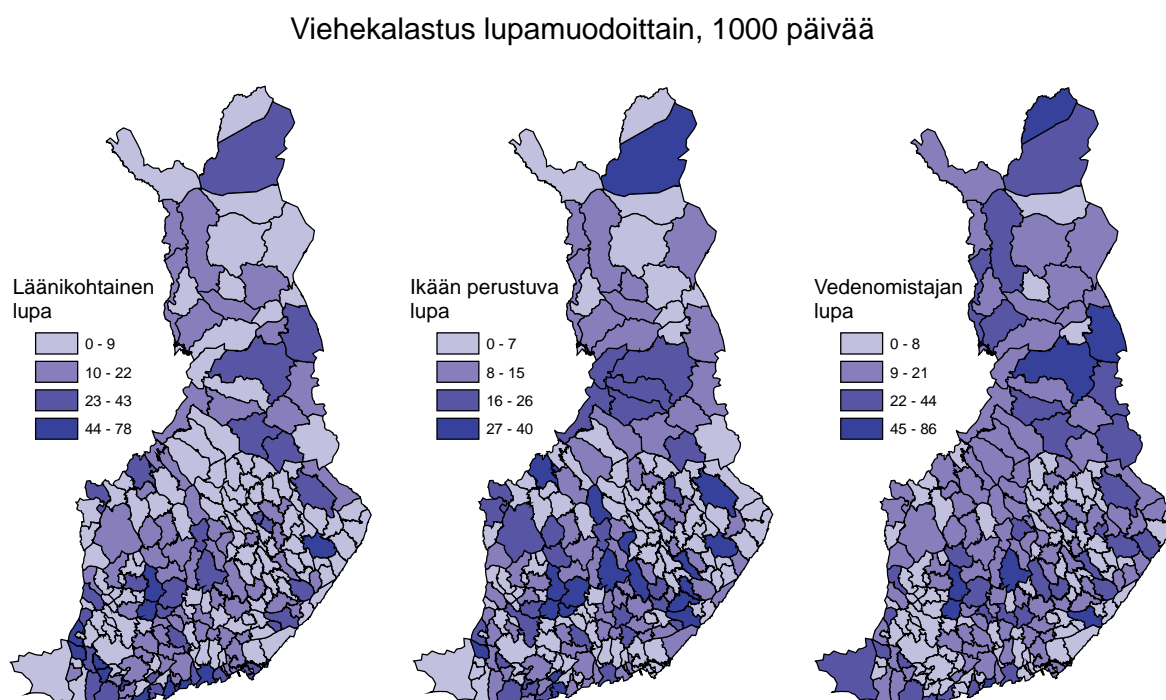 Viehekalastus lupamuodoittain, 1000 päivää
Läänikohtainen
lupa
0 - 9
10 - 22
23 - 43
44 - 78
Ikään perustuva
lupa
0 - 7
8 - 15
16 - 26
27 - 40
Vedenomistajan
lupa
0 - 8
9 - 21
22 - 44
45 - 86